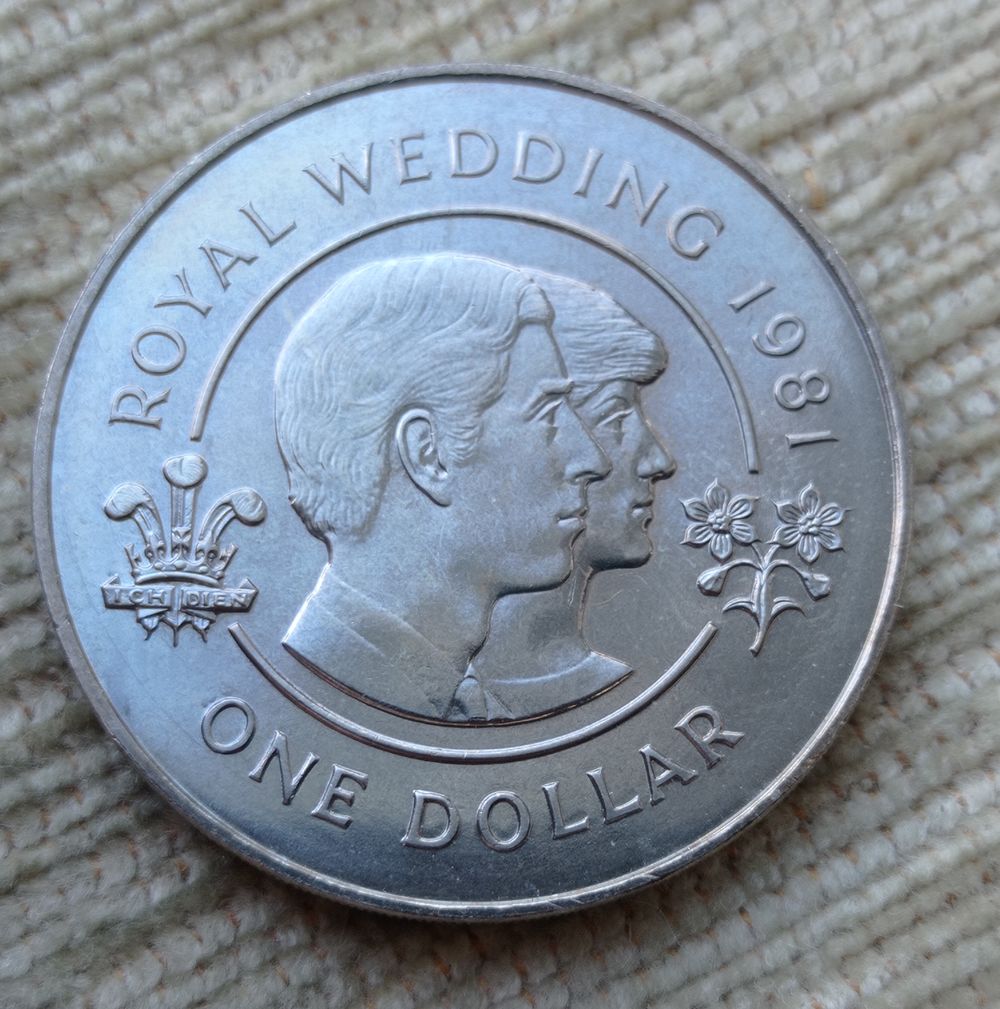 ROYAL WEDDING 1981
ICH DIEN
ONE DOLLAR